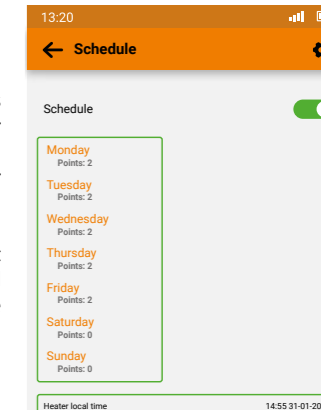 13:20
Schedule
Schedule
Monday
Points: 2
Tuesday
Points: 2
Wednesday
Points: 2
Thursday
Points: 2
Friday
Points: 2
Saturday
Points: 0
Sunday
Points: 0
Heater local time 14:55 31-01-20